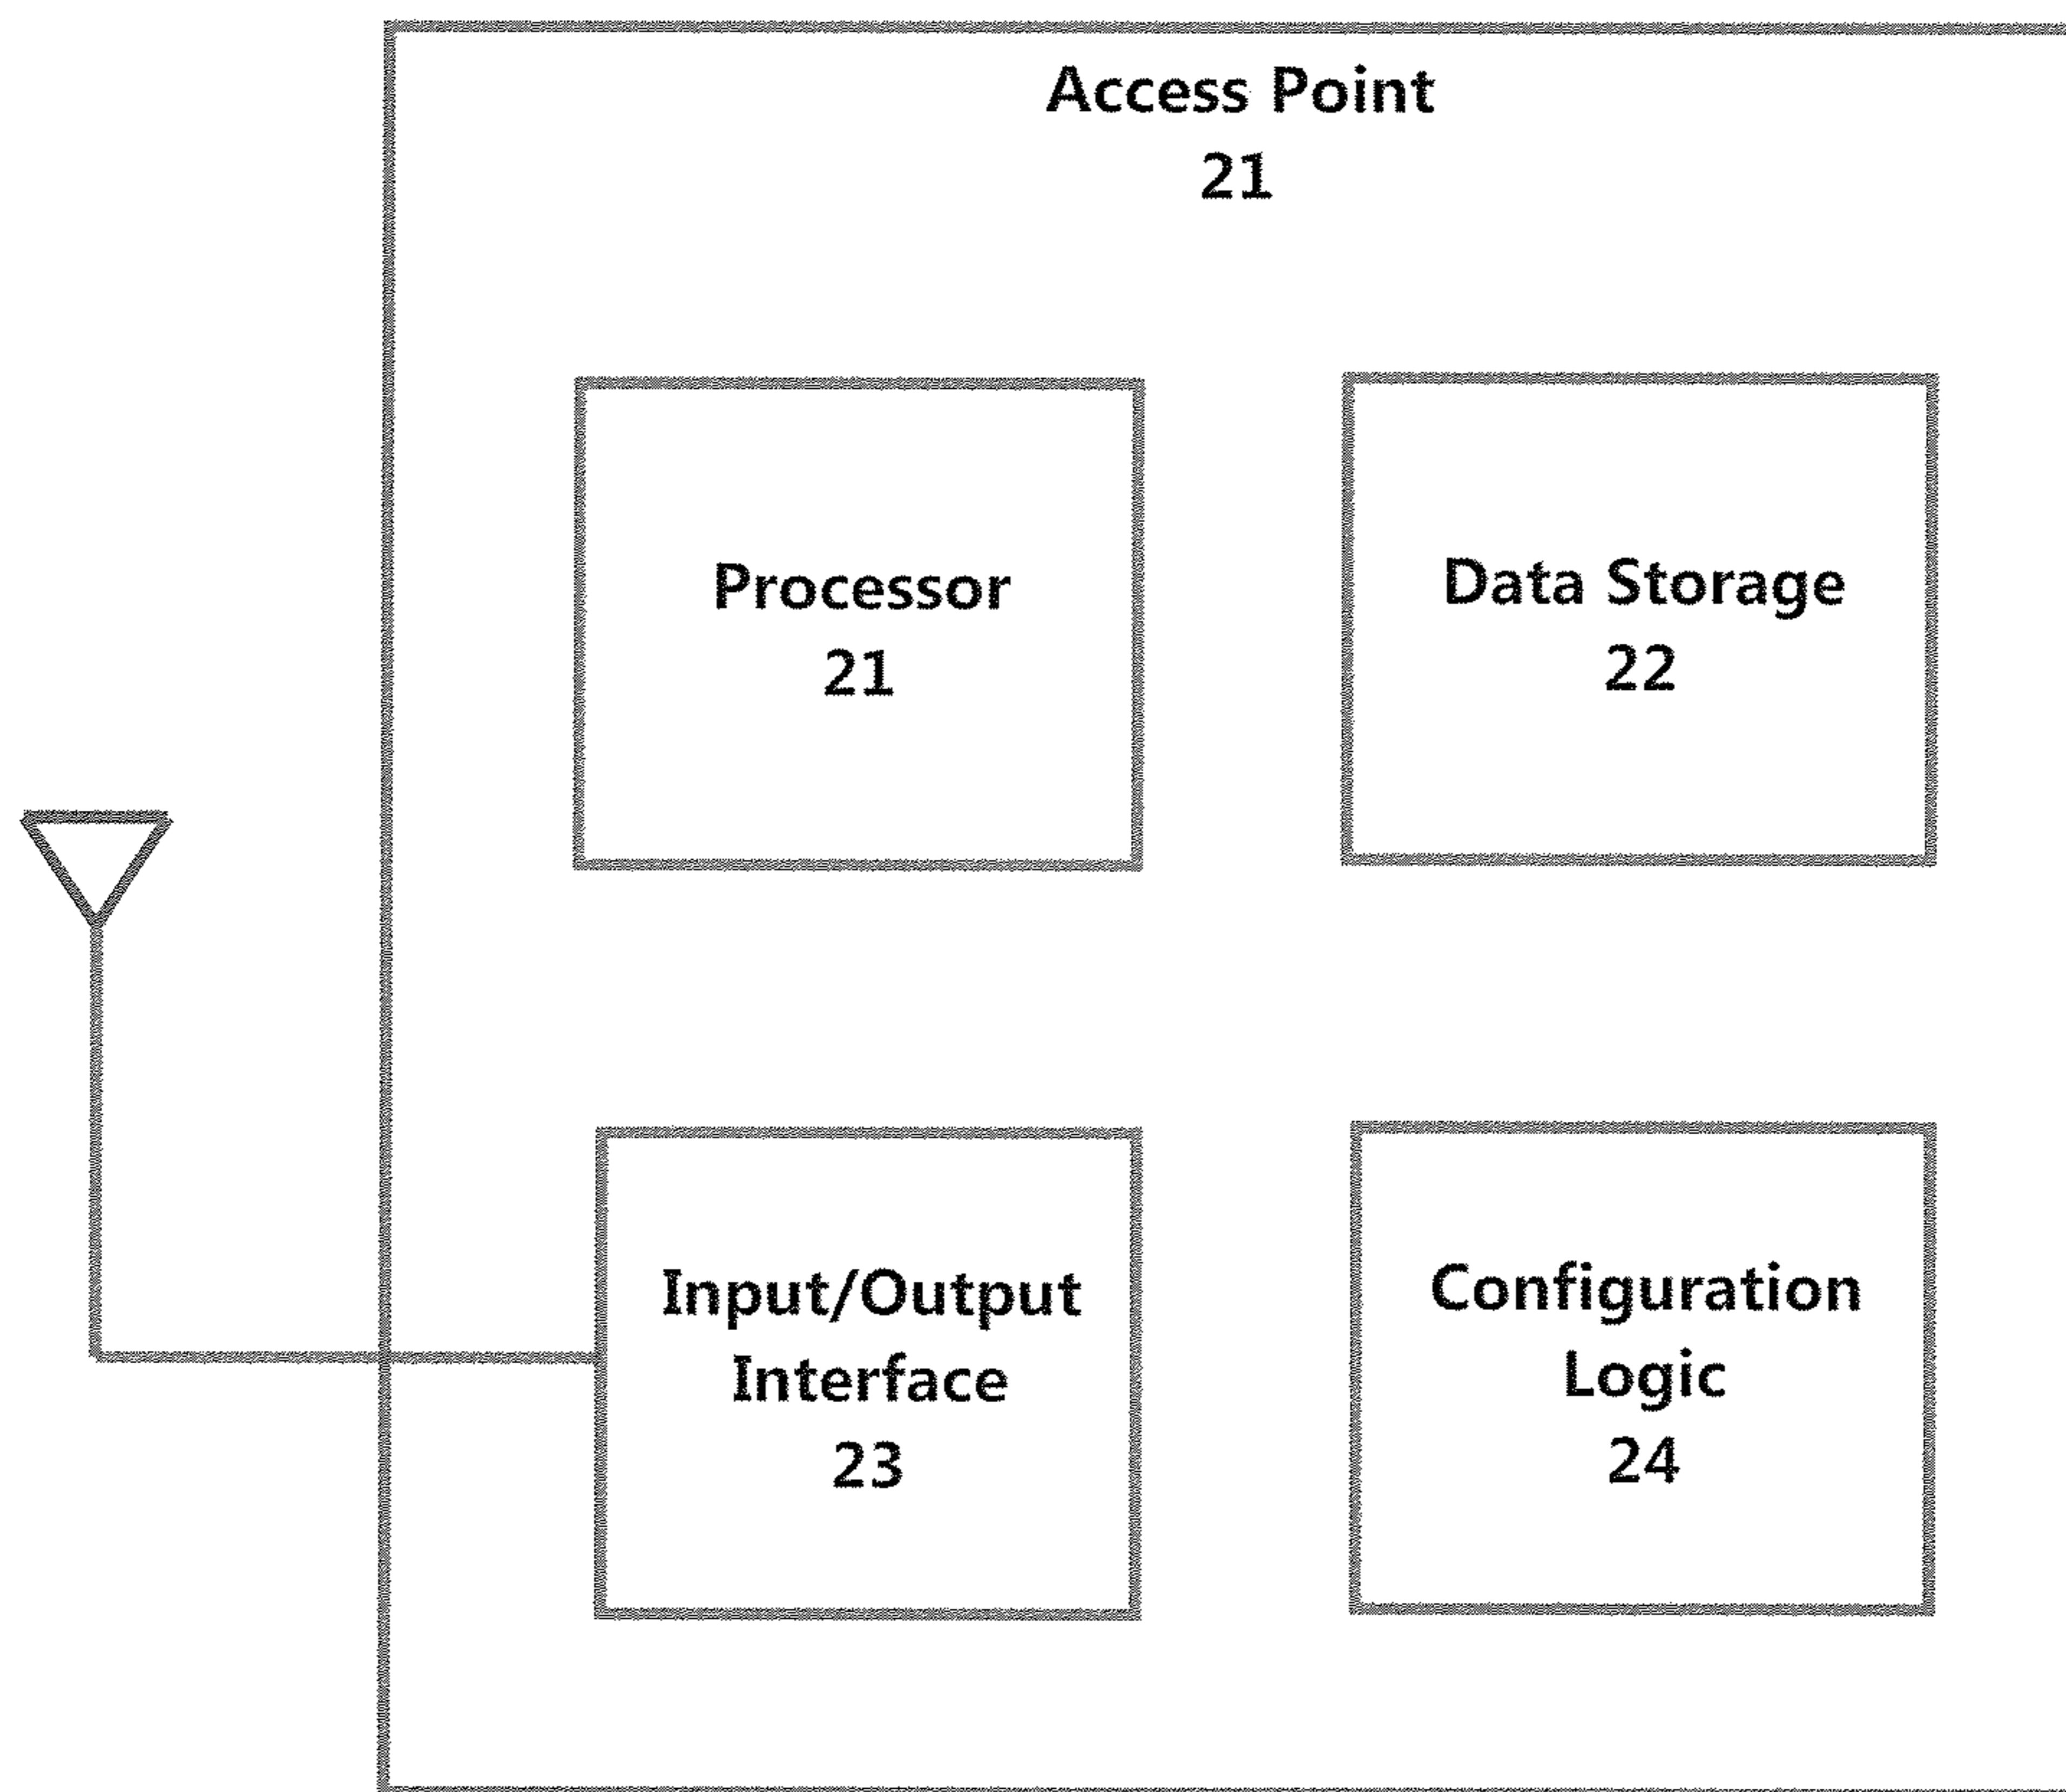 Access Point
21
Processor
21
Data Storage
22
Input/Output
Interface
23
Configuration
Logic
24